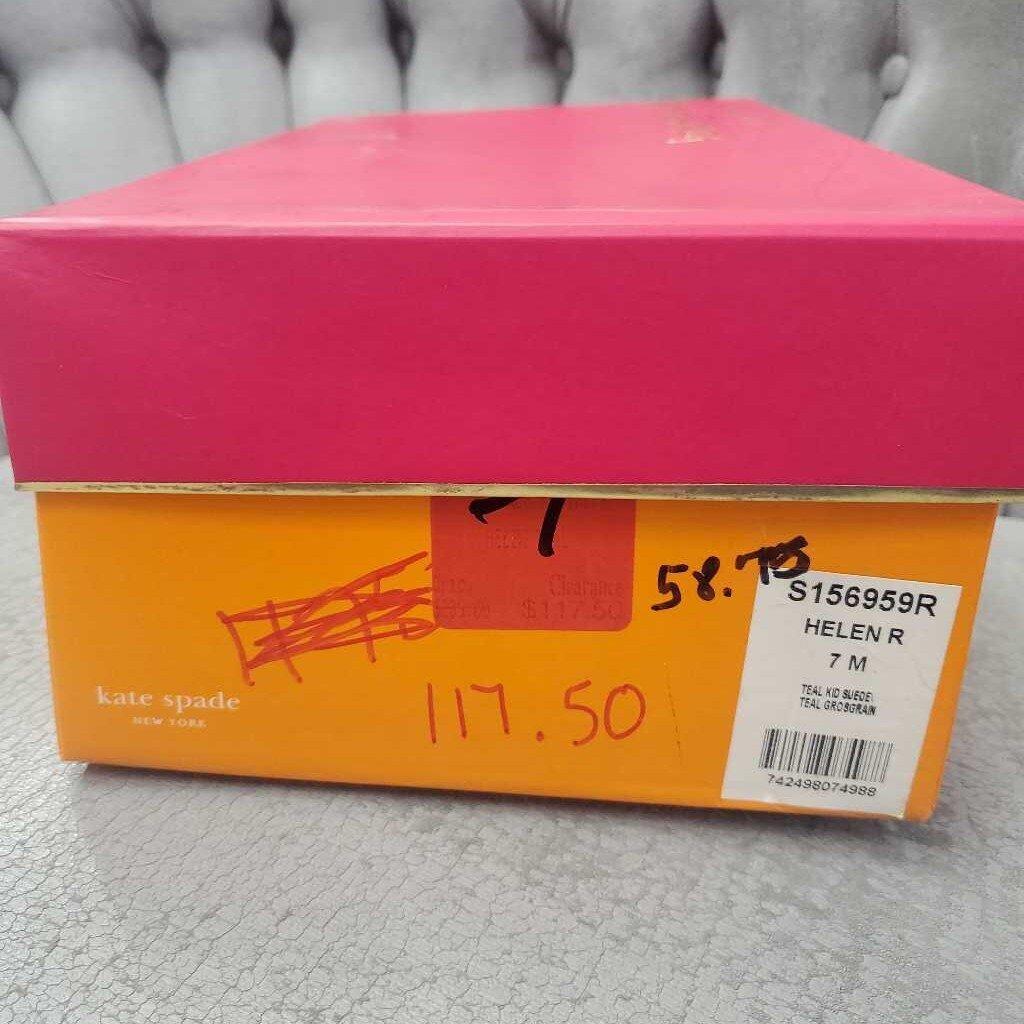 HELEN
Clearance
$117.50
58.75
117.50
kate spade
NEW YORK
S156959R
HELEN R
7 M
TEAL KID SUEDE\
TEAL GROSGRAIN
742498074988